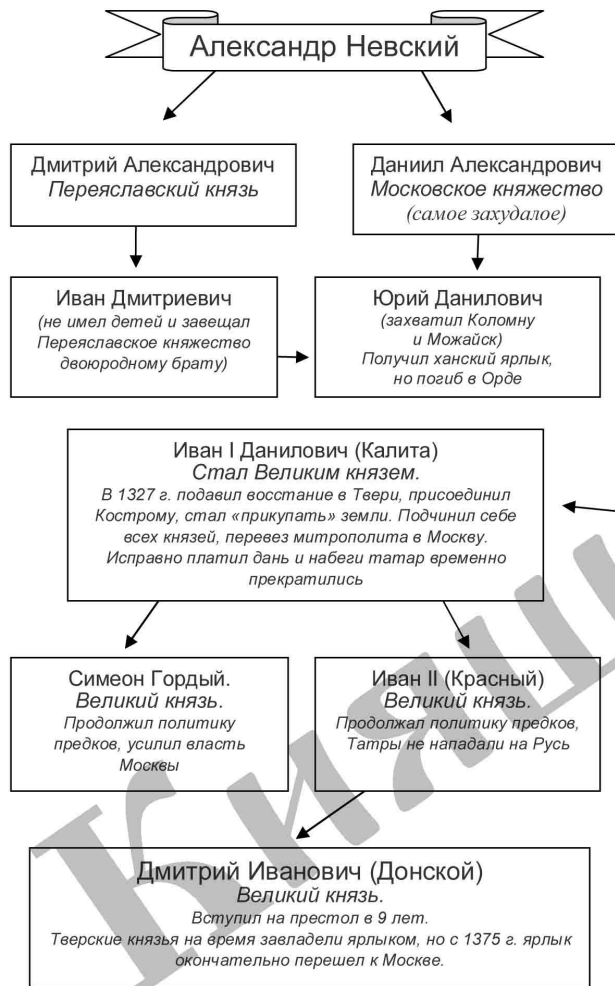 Александр Невский
Дмитрий Александрович
Переяславский князь
Даниил Александрович
Московское княжество
(самое захудалое)
Иван Дмитриевич
(не имел детей и завещал
Переяславское княжество
двоюродному брату)
Юрий Данилович
(захватил Коломну
и Можайск)
Получил ханский ярлык,
но погиб в Орде
Иван I Данилович (Калита)
Стал Великим князем.
В 1327 г. подавил восстание в Твери, присоединил
Кострому, стал «прикупать» земли. Подчинил себе
всех князей, перевез митрополита в Москву.
Исправно платил дань и набеги татар временно
прекратились
Симеон Гордый.
Великий князь.
Продолжил политику
предков, усилил власть
Москвы
Иван II (Красный)
Великий князь.
Продолжал политику предков,
Татры не нападали на Русь
Дмитрий Иванович (Донской)
Великий князь.
Вступил на престол в 9 лет.
Тверские князья на время завладели ярлыком, но с 1375 г. ярлык
окончательно перешел к Москве.